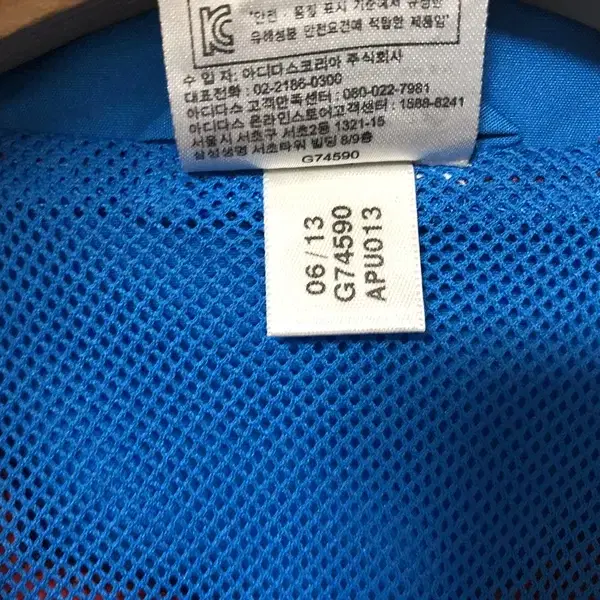 "안전·품질 표시 기준에서 규정한
유해성분 안전요건에 적합한 제품임"
수 입 자: 아디다스코리아 주식회사
대표전화 : 02-2186-0300
아디다스 고객만족센터 : 080-022-7981
아디다스 온라인스토어고객센터 : 1588-8241
서울시 서초구 서초2동 1321-15
삼성생명 서초타워 빌딩 8/9층
G74590
06/13
G74590
APU013